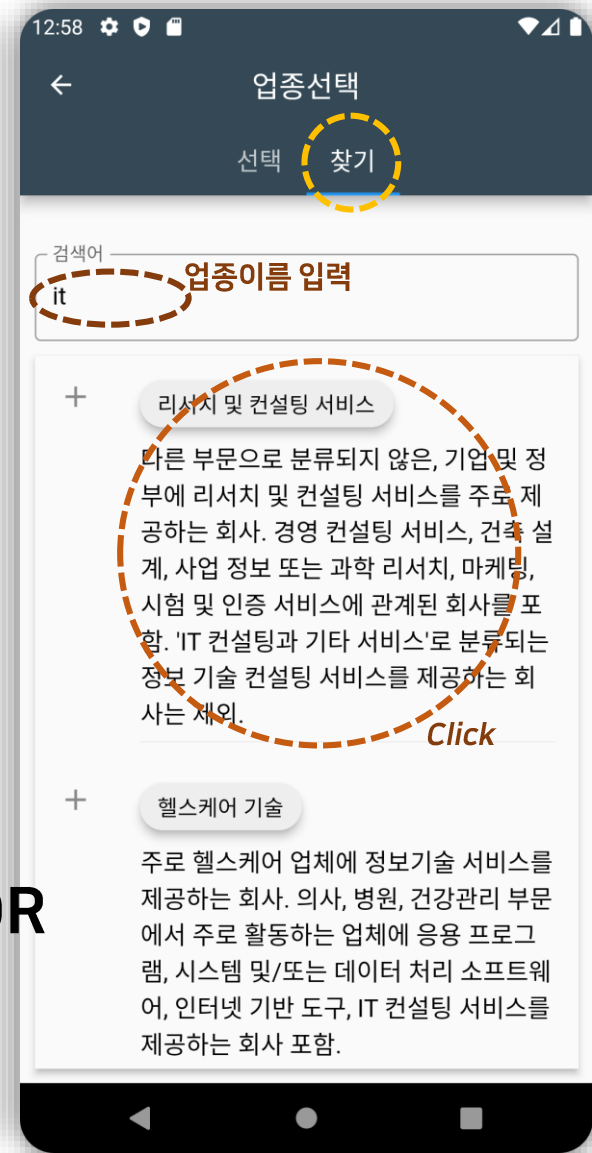 12:58
업종선택
선택 찾기
검색어
업종이름 입력
it
리서치 및 컨설팅 서비스
다른 부문으로 분류되지 않은, 기업 및 정
부에 리서치 및 컨설팅 서비스를 주로 제
공하는 회사. 경영 컨설팅 서비스, 건축 설
계, 사업 정보 또는 과학 리서치, 마케팅,
시험 및 인증 서비스에 관계된 회사를 포
함. 'IT 컨설팅과 기타 서비스'로 분류되는
정보 기술 컨설팅 서비스를 제공하는 회
사는 제외.
Click
헬스케어 기술
주로 헬스케어 업체에 정보기술 서비스를
제공하는 회사. 의사, 병원, 건강관리 부문
에서 주로 활동하는 업체에 응용 프로그
램, 시스템 및/또는 데이터 처리 소프트웨
어, 인터넷 기반 도구, IT 컨설팅 서비스를
제공하는 회사 포함.